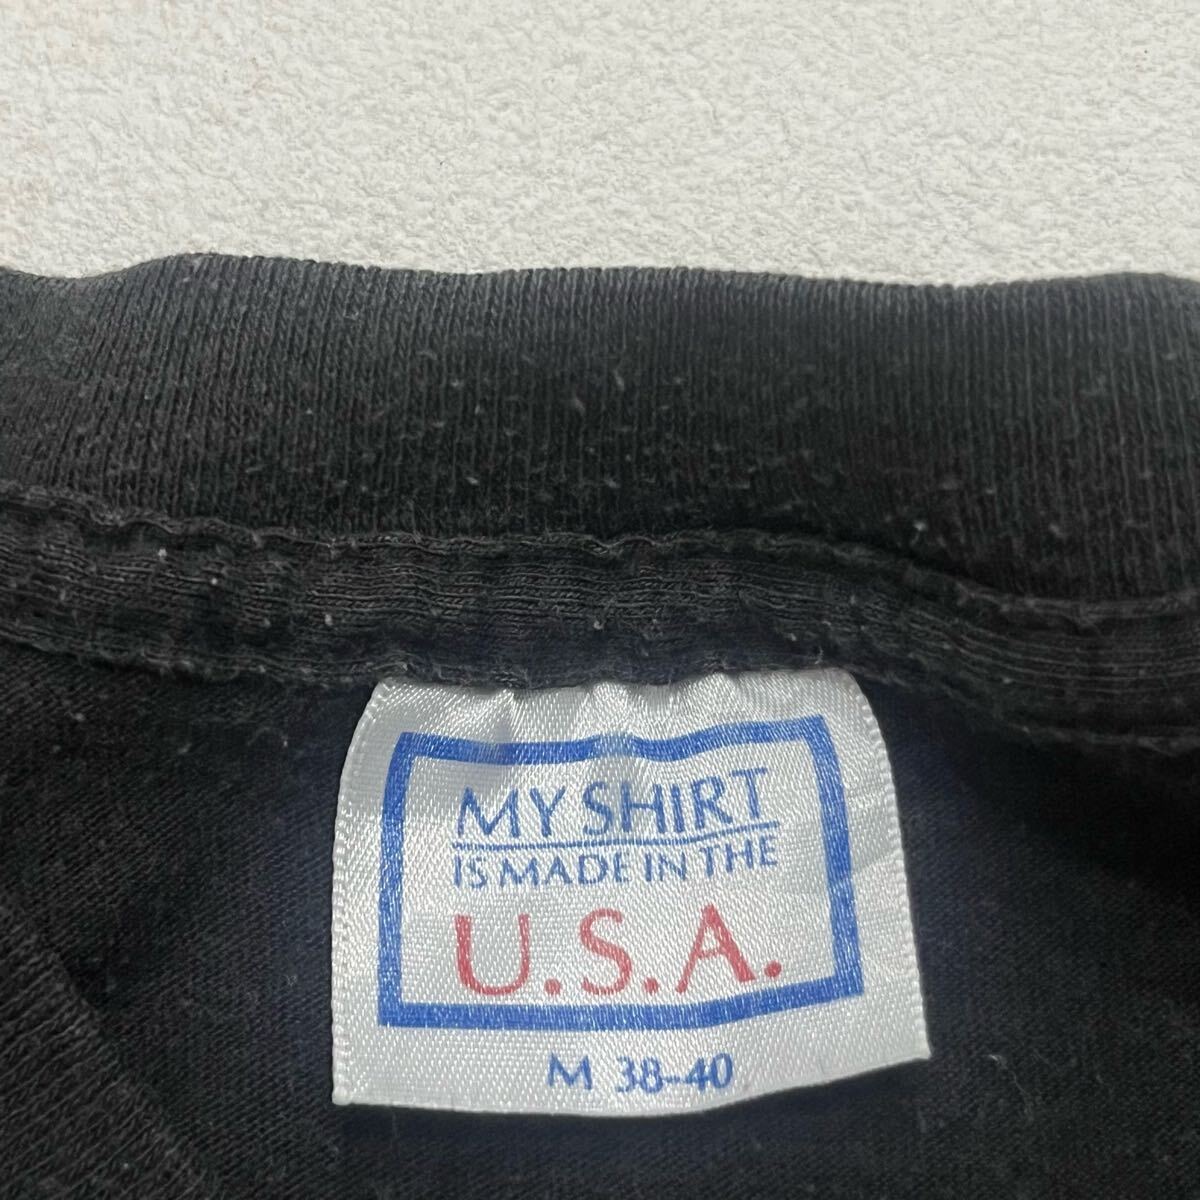 MY SHIRT
IS MADE IN THE
U.S.A.
M 38-40